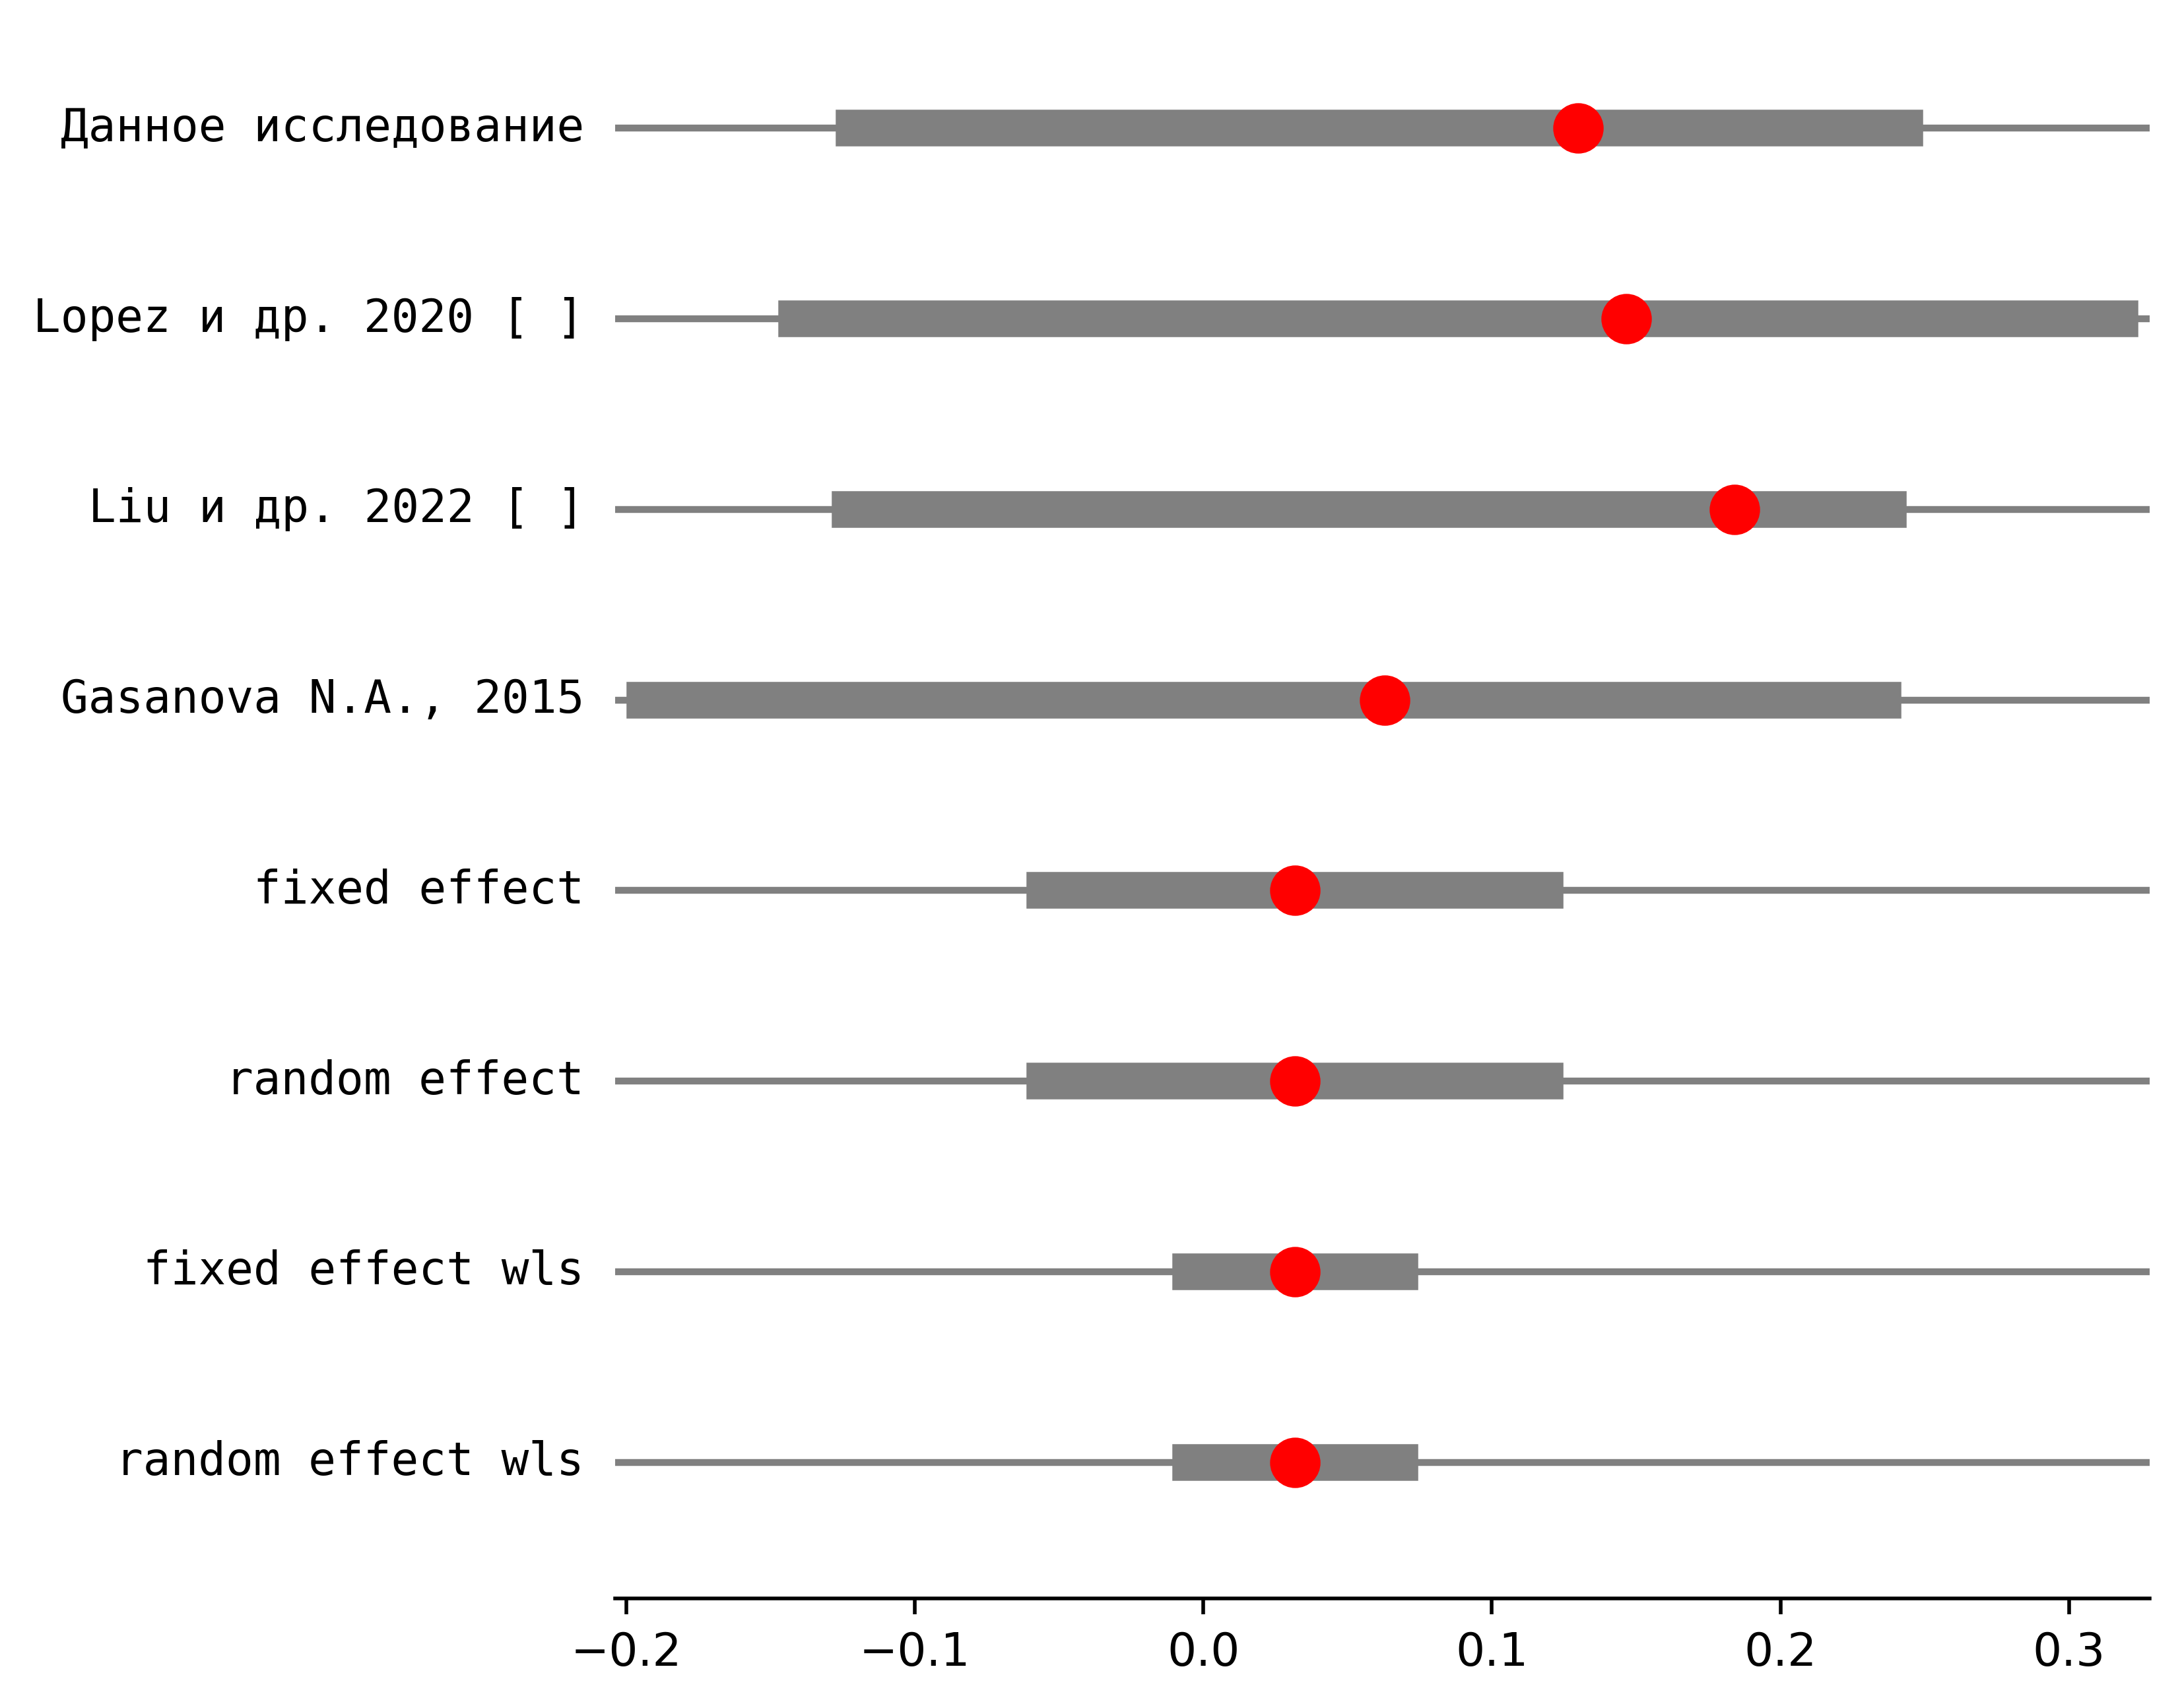 Данное исследование
Lopez и др. 2020 [ ]
Liu и др. 2022 [ ]
Gasanova N.A., 2015
fixed effect
random effect
fixed effect wls
random effect wls
−0.2 −0.1 0.0 0.1 0.2 0.3